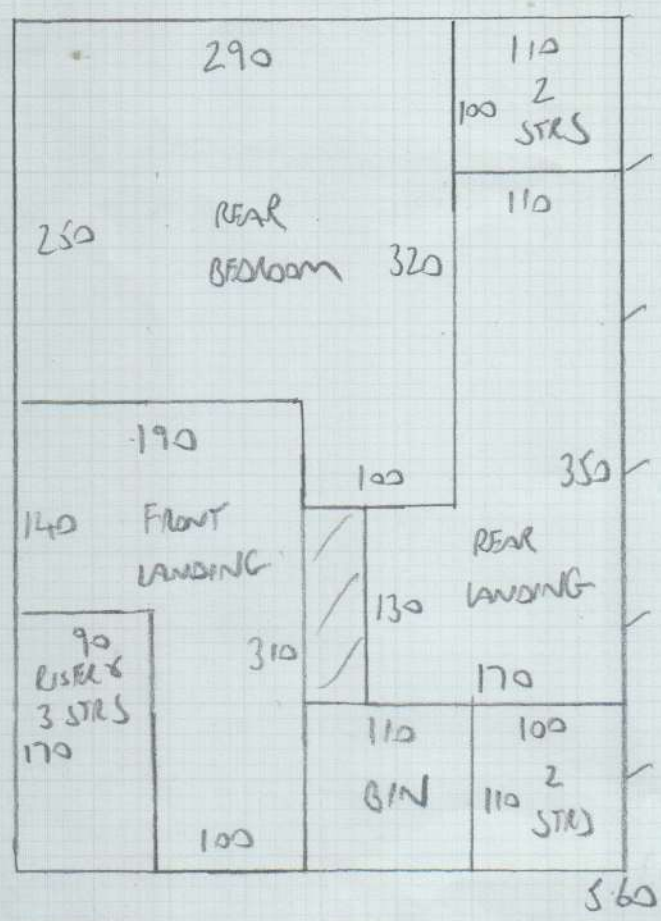 290
110
100 2
STRS
110
250
REAR
BEDROOM
320
190
100
350
140
FRONT
LANDING
REAR
LANDING
130
90
RISER &
3 STRS
170
310
170
110
BIN
100
110 2
STRS
100
5.60